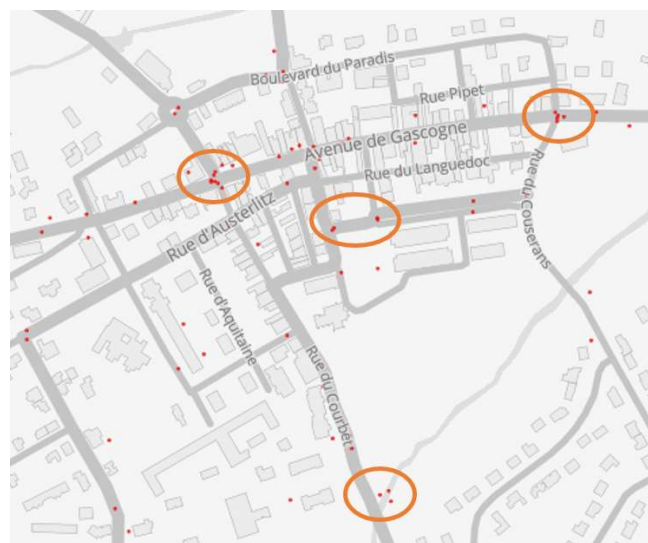 Boulevard du Paradis
Rue Pipet
Avenue de Gascogne
Rue du Languedoc
Rue du Couserans
Rue d'Austerlitz
Rue d'Aquitaine
Rue du Courbet